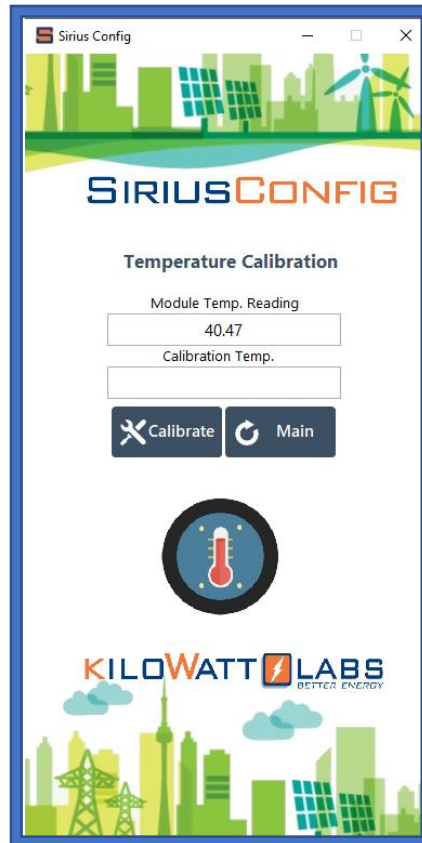 Sirius Config
SIRIUSCONFIG
Temperature Calibration
Module Temp. Reading
40.47
Calibration Temp.
Calibrate Main
KILOWATT LABS
BETTER ENERGY